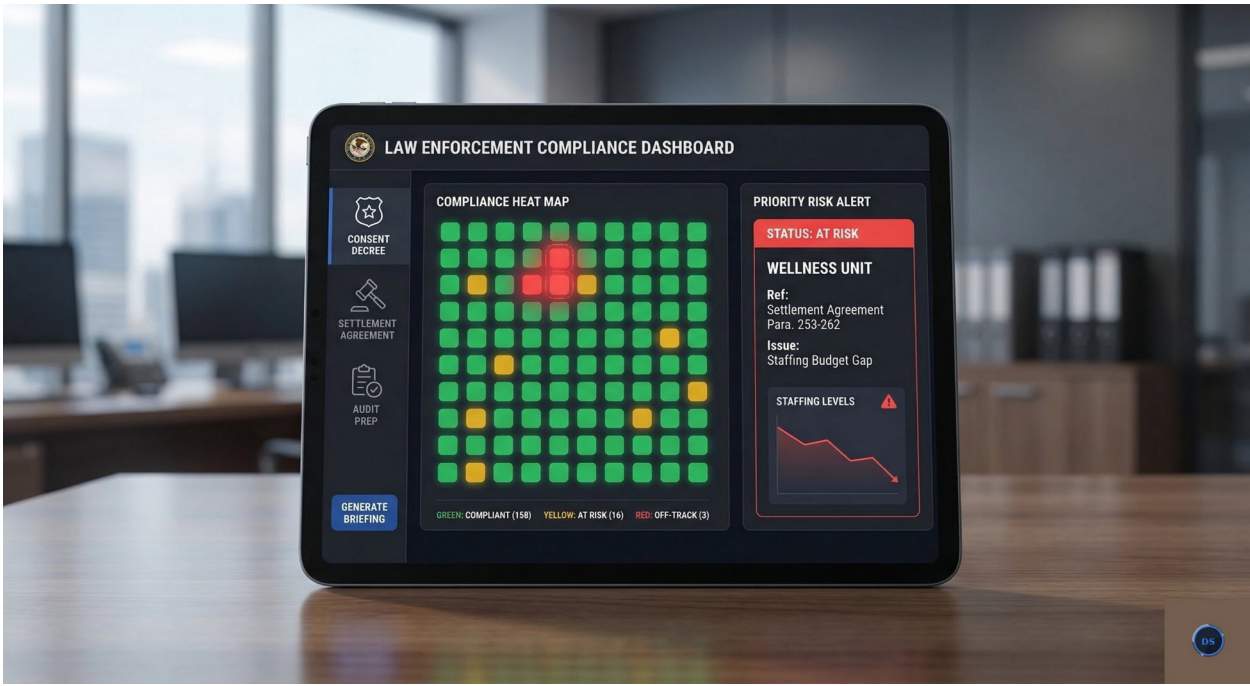 LAW ENFORCEMENT COMPLIANCE DASHBOARD
CONSENT
DECREE
SETTLEMENT
AGREEMENT
AUDIT
PREP
GENERATE
BRIEFING
COMPLIANCE HEAT MAP
GREEN: COMPLIANT (158) YELLOW: AT RISK (16) RED: OFF-TRACK (3)
PRIORITY RISK ALERT
STATUS: AT RISK
WELLNESS UNIT
Ref:
Settlement Agreement
Para. 253-262
Issue:
Staffing Budget Gap
STAFFING LEVELS
DS